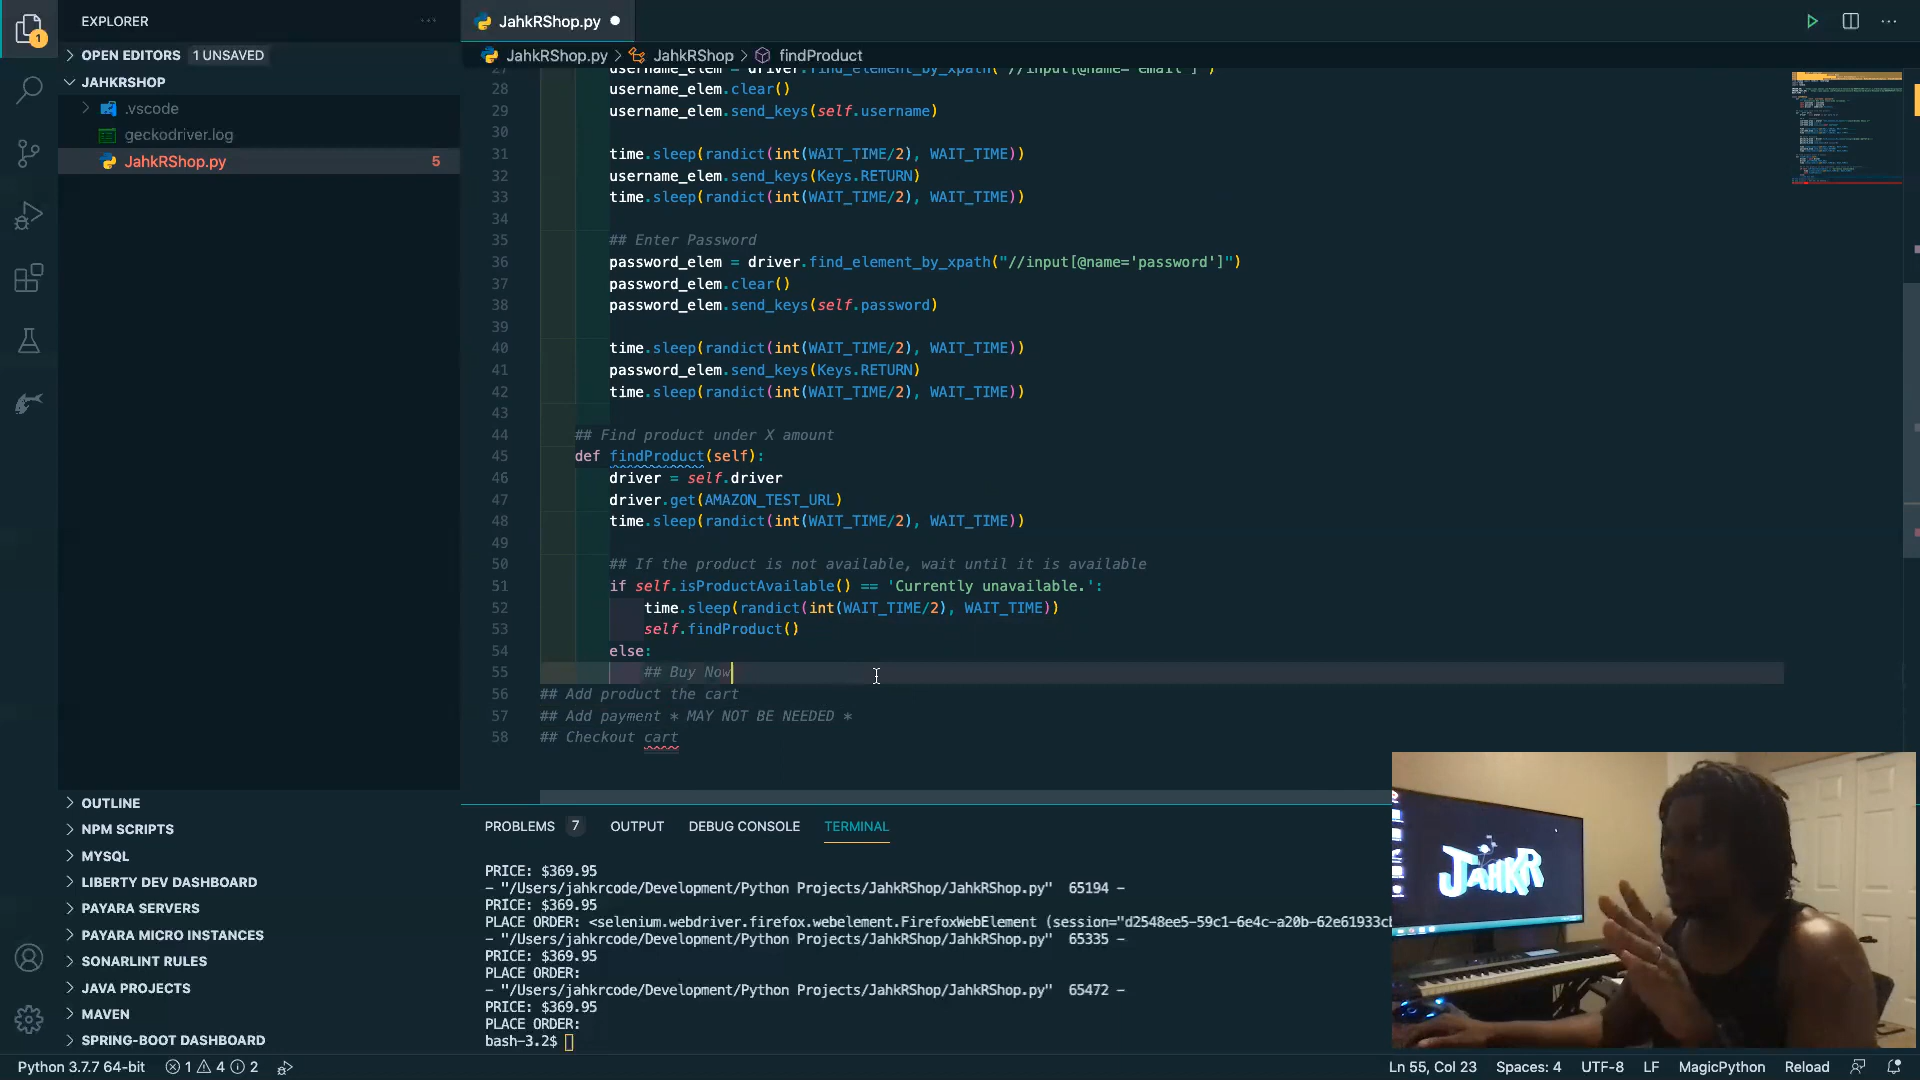 EXPLORER
OPEN EDITORS 1 UNSAVED
JAHKRSHOP
.vscode
geckodriver.log
JahkRShop.py 5
OUTLINE
NPM SCRIPTS
MYSQL
LIBERTY DEV DASHBOARD
PAYARA SERVERS
PAYARA MICRO INSTANCES
SONARLINT RULES
JAVA PROJECTS
MAVEN
SPRING-BOOT DASHBOARD
1
JahkRShop.py
JahkRShop.py > JahkRShop > findProduct
27 username_elem = driver.find_element_by_xpath("//input[@name='email']")
28 username_elem.clear()
29 username_elem.send_keys(self.username)
30
31 time.sleep(randict(int(WAIT_TIME/2), WAIT_TIME))
32 username_elem.send_keys(Keys.RETURN)
33 time.sleep(randict(int(WAIT_TIME/2), WAIT_TIME))
34
35 ## Enter Password
36 password_elem = driver.find_element_by_xpath("//input[@name='password']")
37 password_elem.clear()
38 password_elem.send_keys(self.password)
39
40 time.sleep(randict(int(WAIT_TIME/2), WAIT_TIME))
41 password_elem.send_keys(Keys.RETURN)
42 time.sleep(randict(int(WAIT_TIME/2), WAIT_TIME))
43
44 ## Find product under X amount
45 def findProduct(self):
46 driver = self.driver
47 driver.get(AMAZON_TEST_URL)
48 time.sleep(randict(int(WAIT_TIME/2), WAIT_TIME))
49
50 ## If the product is not available, wait until it is available
51 if self.isProductAvailable() == 'Currently unavailable.':
52 time.sleep(randict(int(WAIT_TIME/2), WAIT_TIME))
53 self.findProduct()
54 else:
55 ## Buy Now
56 ## Add product the cart
57 ## Add payment * MAY NOT BE NEEDED *
58 ## Checkout cart
PROBLEMS 7 OUTPUT DEBUG CONSOLE TERMINAL
PRICE: $369.95
- "/Users/jahkrcode/Development/Python Projects/JahkRShop/JahkRShop.py" 65194 -
PRICE: $369.95
PLACE ORDER: <selenium.webdriver.firefox.webelement.FirefoxWebElement (session="d2548ee5-59c1-6e4c-a20b-62e61933c
- "/Users/jahkrcode/Development/Python Projects/JahkRShop/JahkRShop.py" 65335 -
PRICE: $369.95
PLACE ORDER:
- "/Users/jahkrcode/Development/Python Projects/JahkRShop/JahkRShop.py" 65472 -
PRICE: $369.95
PLACE ORDER:
bash-3.2$
JAHKR
Python 3.7.7 64-bit 1 4 2 Ln 55, Col 23 Spaces: 4 UTF-8 LF MagicPython Reload